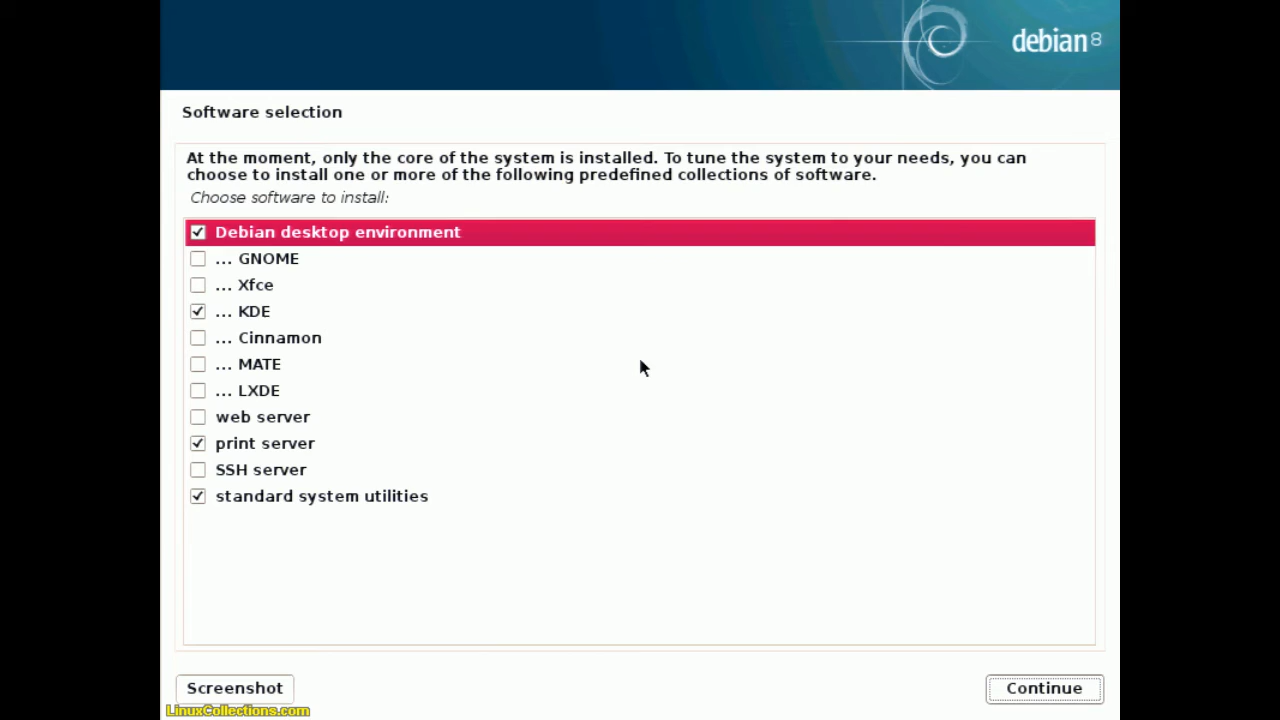 debian 8
Software selection
At the moment, only the core of the system is installed. To tune the system to your needs, you can
choose to install one or more of the following predefined collections of software.
Choose software to install:
Debian desktop environment
... GNOME
... Xfce
... KDE
... Cinnamon
... MATE
... LXDE
web server
print server
SSH server
standard system utilities
Screenshot
Continue
LinuxCollections.com